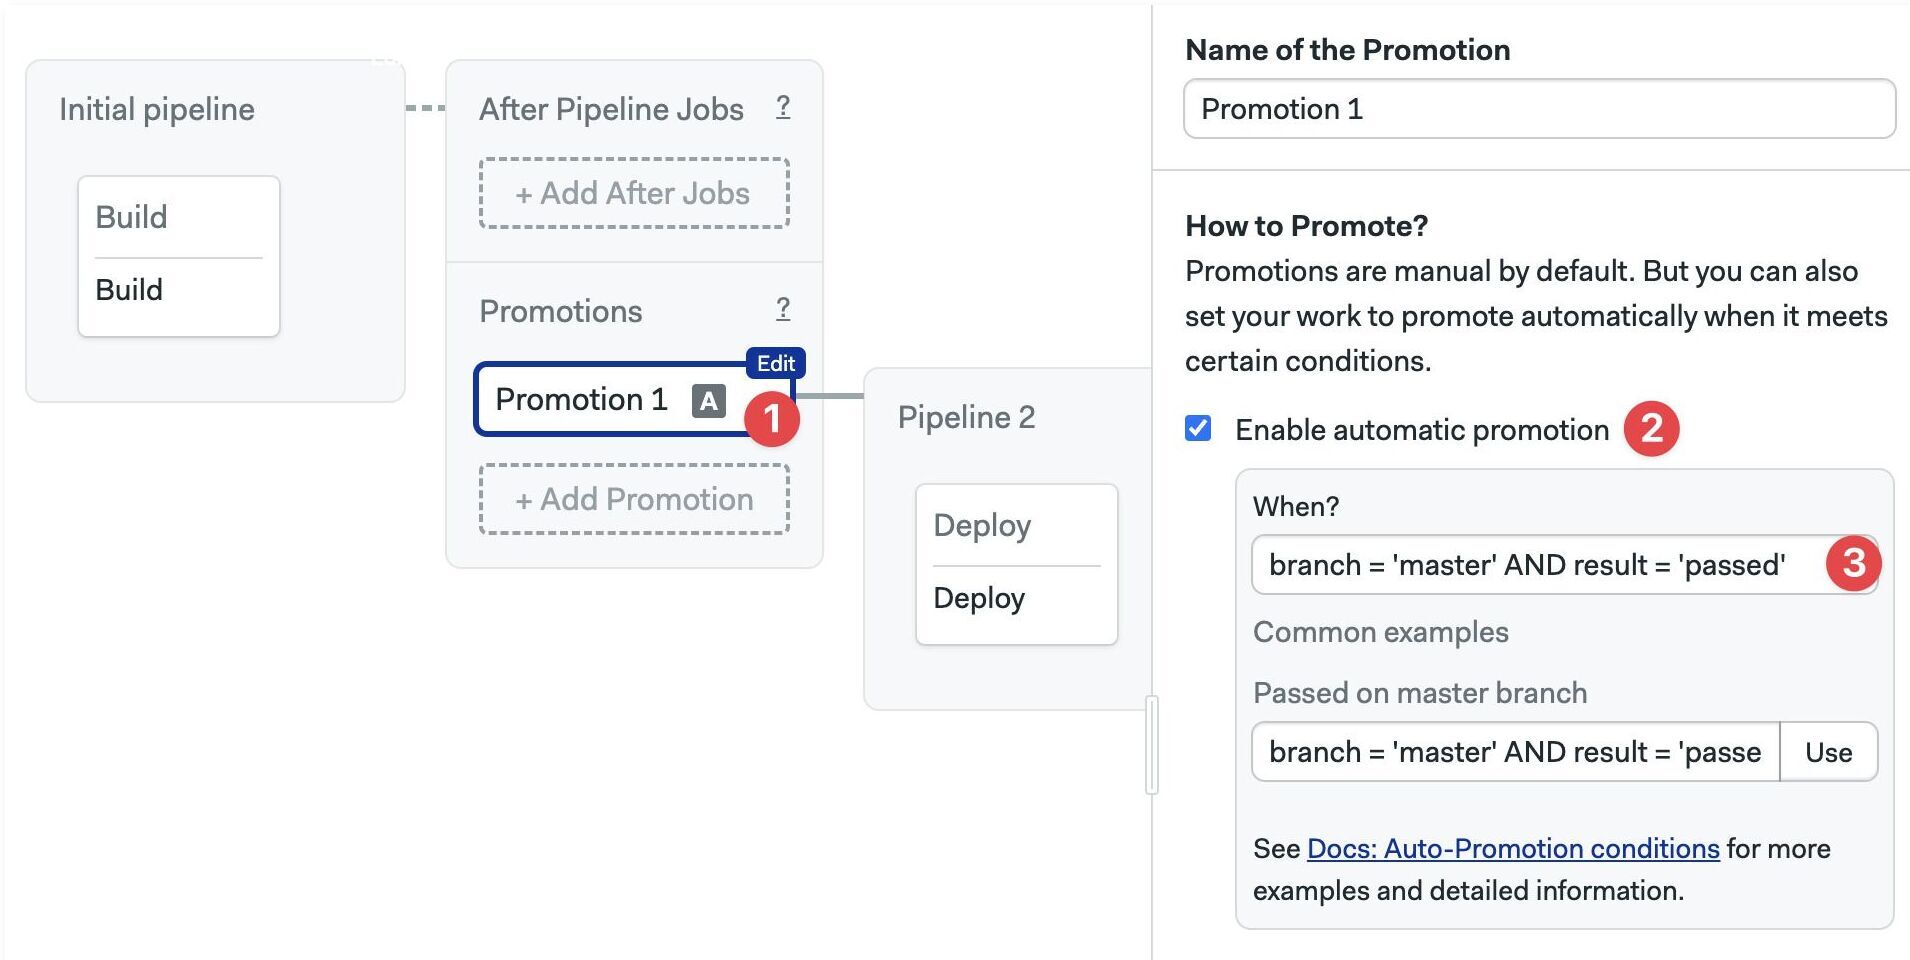 Initial pipeline
Build
Build
After Pipeline Jobs ?
+ Add After Jobs
Promotions ?
Edit
Promotion 1 A
1
+ Add Promotion
Pipeline 2
Deploy
Deploy
Name of the Promotion
Promotion 1
How to Promote?
Promotions are manual by default. But you can also
set your work to promote automatically when it meets
certain conditions.
Enable automatic promotion 2
When?
branch = 'master' AND result = 'passed' 3
Common examples
Passed on master branch
branch = 'master' AND result = 'passe Use
See Docs: Auto-Promotion conditions for more
examples and detailed information.